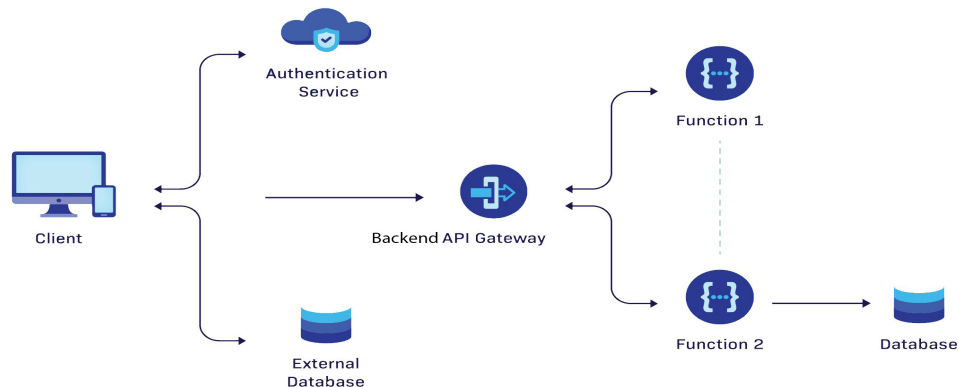 Authentication
Service
Function 1
Client
Backend API Gateway
External
Database
Function 2
Database